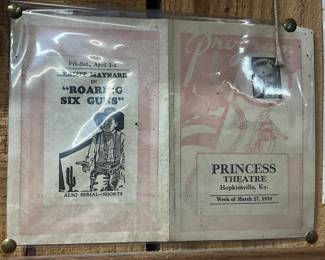 Fri.-Sat., April 1-2
KERMIT MAYNARD
IN
"ROARING
SIX GUNS"
ALSO SERIAL—SHORTS
Program
PRINCESS
THEATRE
Hopkinsville, Ky.
Week of March 27, 1938